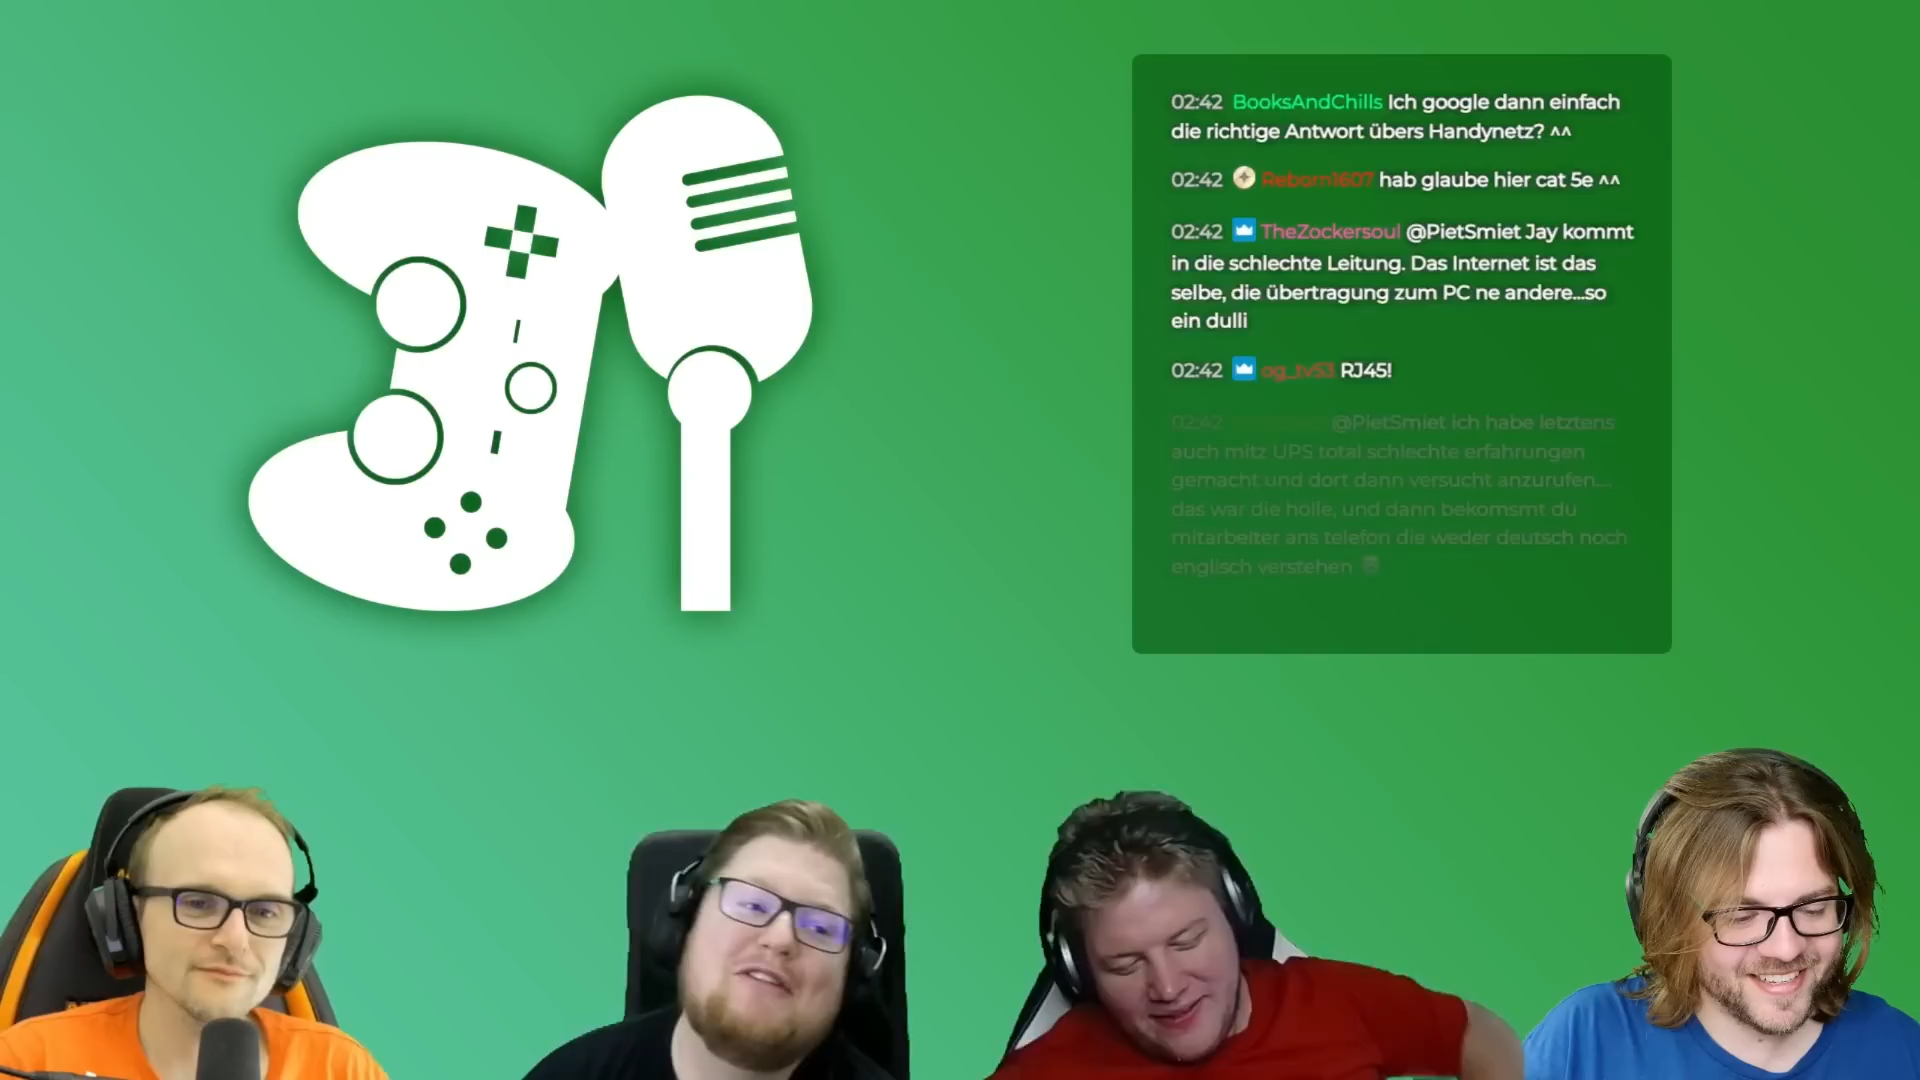 02:42 BooksAndChills Ich google dann einfach
die richtige Antwort übers Handynetz? ^^
02:42 Reborn1607 hab glaube hier cat 5e ^^
02:42 TheZockersoul @PietSmiet Jay kommt
in die schlechte Leitung. Das Internet ist das
selbe, die übertragung zum PC ne andere...so
ein dulli
02:42 og_tv53 RJ45!
02:42 @PietSmiet ich habe letztens
auch mitz UPS total schlechte erfahrungen
gemacht und dort dann versucht anzurufen...
das war die hölle, und dann bekomsmt du
mitarbeiter ans telefon die weder deutsch noch
englisch verstehen